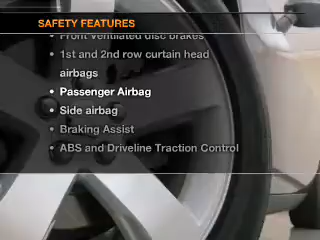 SAFETY FEATURES
• Front ventilated disc brakes
• 1st and 2nd row curtain head
airbags
• Passenger Airbag
• Side airbag
• Braking Assist
• ABS and Driveline Traction Control